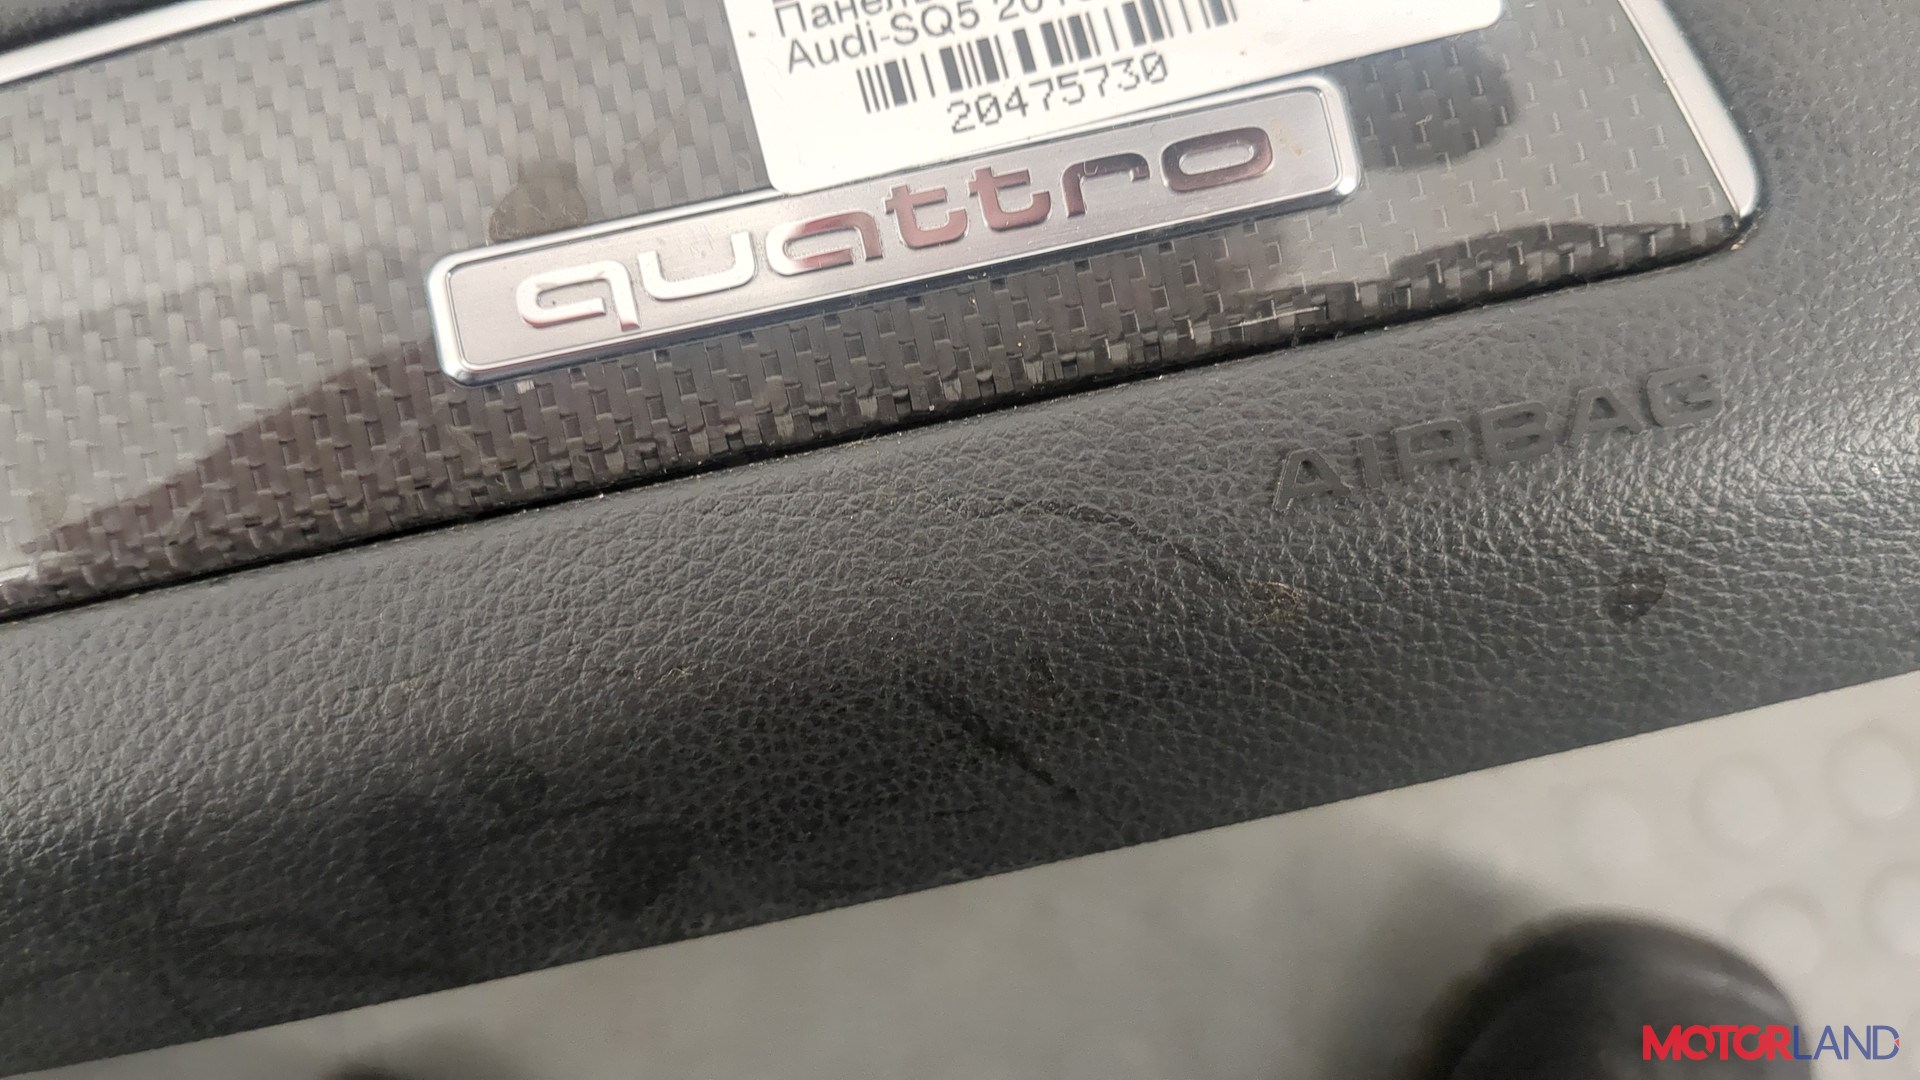 Audi-SQ5
20475730
quattro
AIRBAG
MOTORLAND